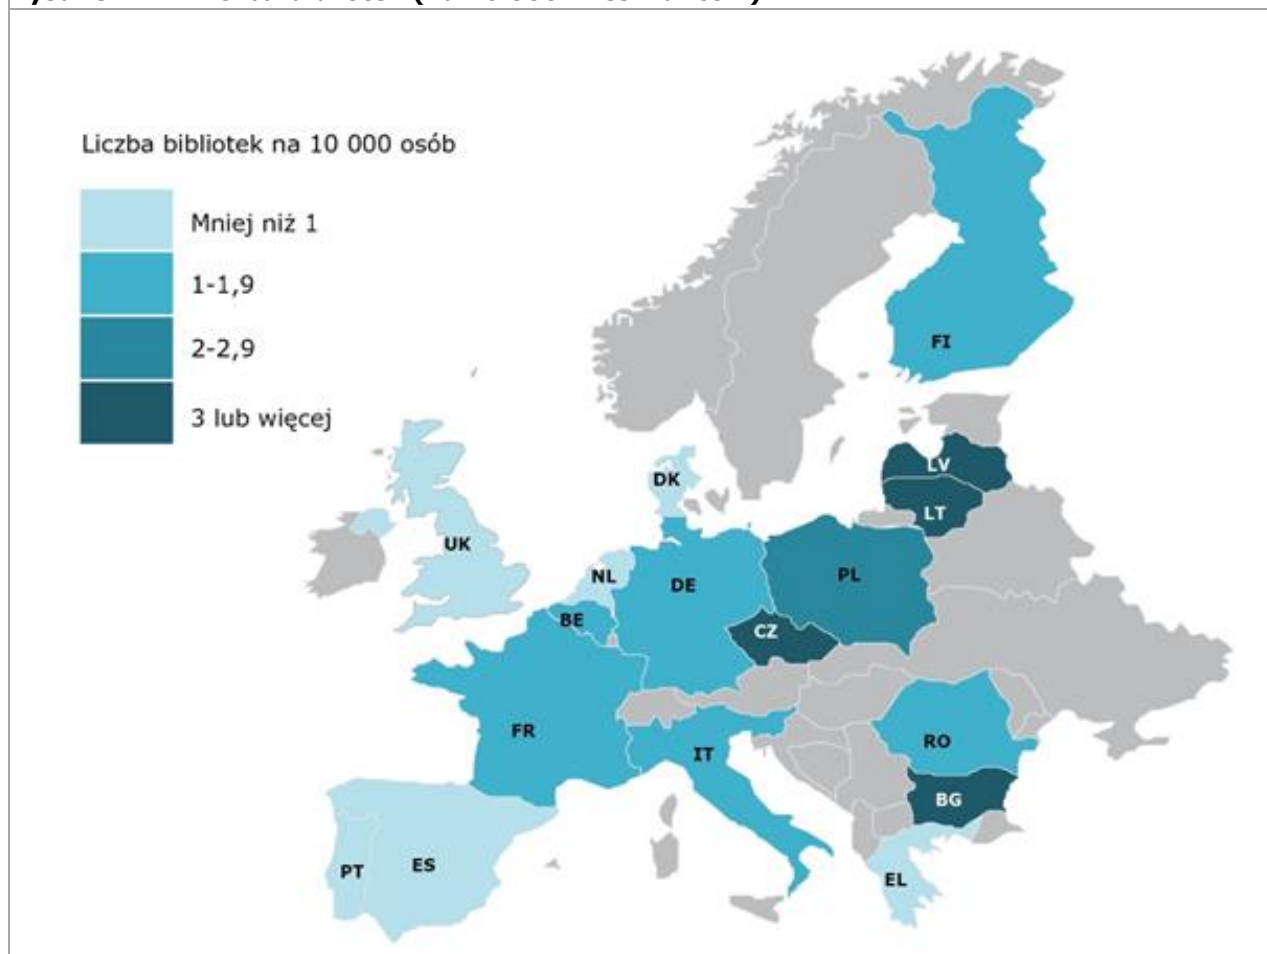 Liczba bibliotek na 10 000 osób
Mniej niż 1
1-1,9
2-2,9
3 lub więcej
FI
LV
LT
DK
UK
NL
DE
PL
BE
CZ
FR
IT
RO
BG
PT
ES
EL